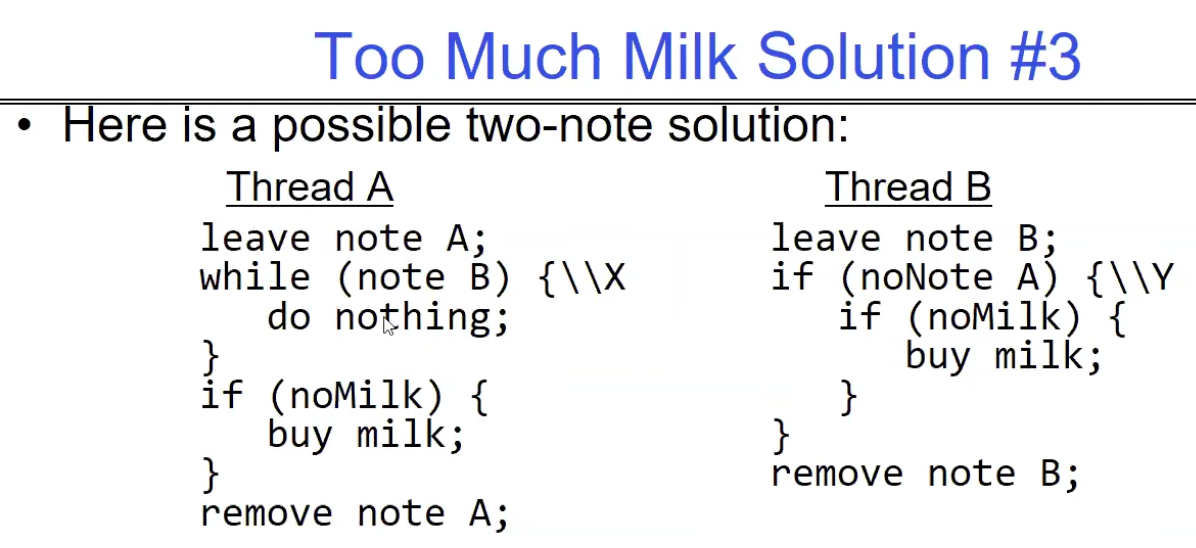 Too Much Milk Solution #3
• Here is a possible two-note solution:
Thread A
leave note A;
while (note B) {\\X
do nothing;
}
if (noMilk) {
buy milk;
}
remove note A;
Thread B
leave note B;
if (noNote A) {\\Y
if (noMilk) {
buy milk;
}
}
remove note B;